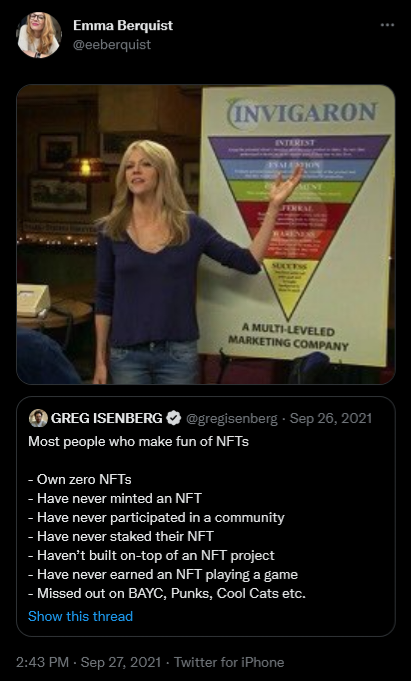 Emma Berquist
@eeberquist
INVIGARON
INTEREST
EVALUATION
AWARENESS
SUCCESS
A MULTI-LEVELED
MARKETING COMPANY
GREG ISENBERG @gregisenberg · Sep 26, 2021
Most people who make fun of NFTs
- Own zero NFTs
- Have never minted an NFT
- Have never participated in a community
- Have never staked their NFT
- Haven’t built on-top of an NFT project
- Have never earned an NFT playing a game
- Missed out on BAYC, Punks, Cool Cats etc.
Show this thread
2:43 PM · Sep 27, 2021 · Twitter for iPhone